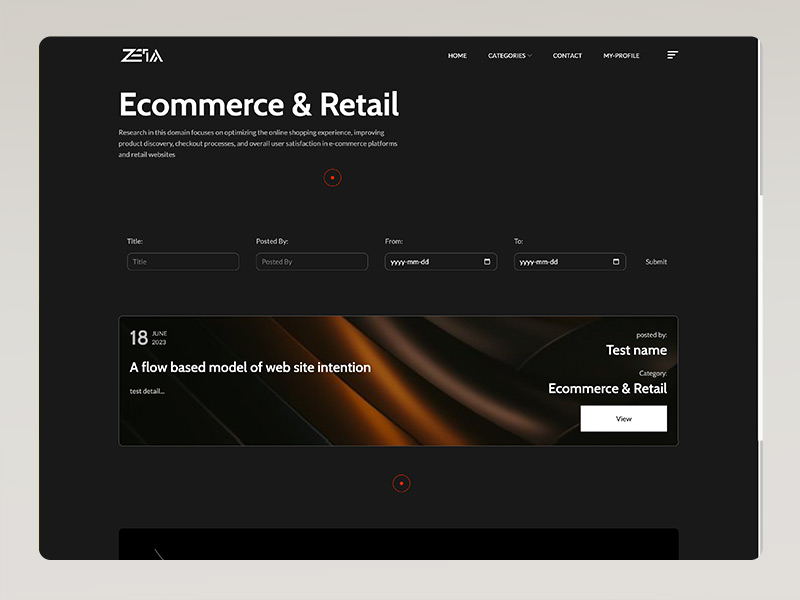 ZETA
HOME
CATEGORIES
CONTACT
MY-PROFILE
Ecommerce & Retail
Research in this domain focuses on optimizing the online shopping experience, improving
product discovery, checkout processes, and overall user satisfaction in e-commerce platforms
and retail websites
Title:
Posted By:
From:
To:
Title
Posted By
yyyy-mm-dd
yyyy-mm-dd
Submit
18
JUNE
2023
A flow based model of web site intention
test detail...
posted by:
Test name
Category:
Ecommerce & Retail
View